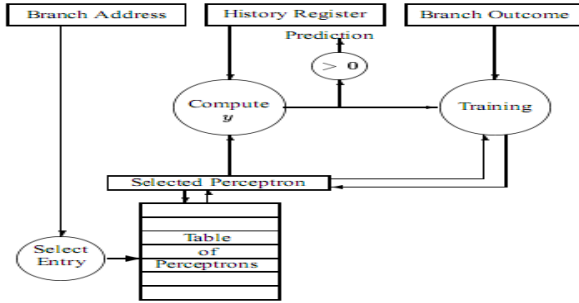 Branch Address
History Register
Branch Outcome
Prediction
> 0
Compute
y
Training
Selected Perceptron
Select
Entry
Table
of
Perceptrons